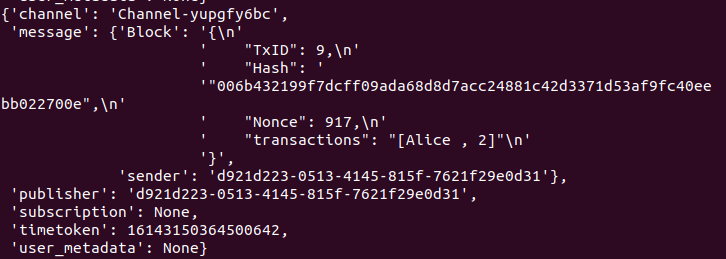 {'channel': 'Channel-yupgfy6bc',
 'message': {'Block': '{\n'
                      '    "TxID": 9,\n'
                      '    "Hash": '
                      '"006b432199f7dcff09ada68d8d7acc24881c42d3371d53af9fc40ee
bb022700e",\n'
                      '    "Nonce": 917,\n'
                      '    "transactions": "[Alice , 2]"\n'
                      '}',
             'sender': 'd921d223-0513-4145-815f-7621f29e0d31'},
 'publisher': 'd921d223-0513-4145-815f-7621f29e0d31',
 'subscription': None,
 'timetoken': 16143150364500642,
 'user_metadata': None}